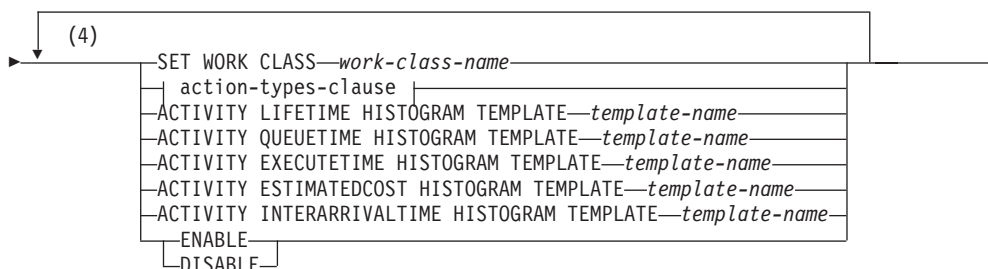 (4)
SET WORK CLASS work-class-name
action-types-clause
ACTIVITY LIFETIME HISTOGRAM TEMPLATE template-name
ACTIVITY QUEUETIME HISTOGRAM TEMPLATE template-name
ACTIVITY EXECUTETIME HISTOGRAM TEMPLATE template-name
ACTIVITY ESTIMATEDCOST HISTOGRAM TEMPLATE template-name
ACTIVITY INTERARRIVALTIME HISTOGRAM TEMPLATE template-name
ENABLE
DISABLE